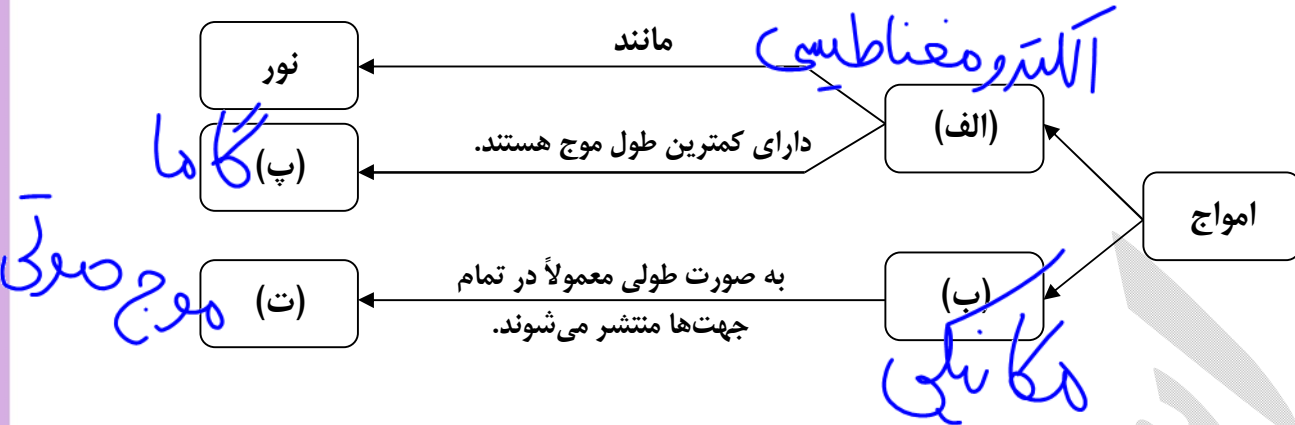 امواج
(الف)
الکترومغناطیسی
مانند
نور
دارای کمترین طول موج هستند.
(پ)
گاما
(ب)
مکانیکی
به صورت طولی معمولاً در تمام
جهت‌ها منتشر می‌شوند.
(ت)
موج صوتی